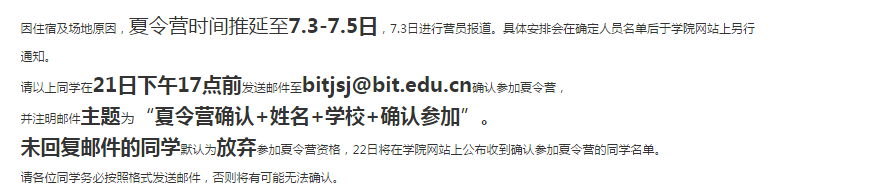 因住宿及场地原因，夏令营时间推延至7.3-7.5日，7.3日进行营员报道。具体安排会在确定人员名单后于学院网站上另行
通知。
请以上同学在21日下午17点前发送邮件至bitjsj@bit.edu.cn确认参加夏令营，
并注明邮件主题为“夏令营确认+姓名+学校+确认参加”。
未回复邮件的同学默认为放弃参加夏令营资格，22日将在学院网站上公布收到确认参加夏令营的同学名单。
请各位同学务必按照格式发送邮件，否则将有可能无法确认。